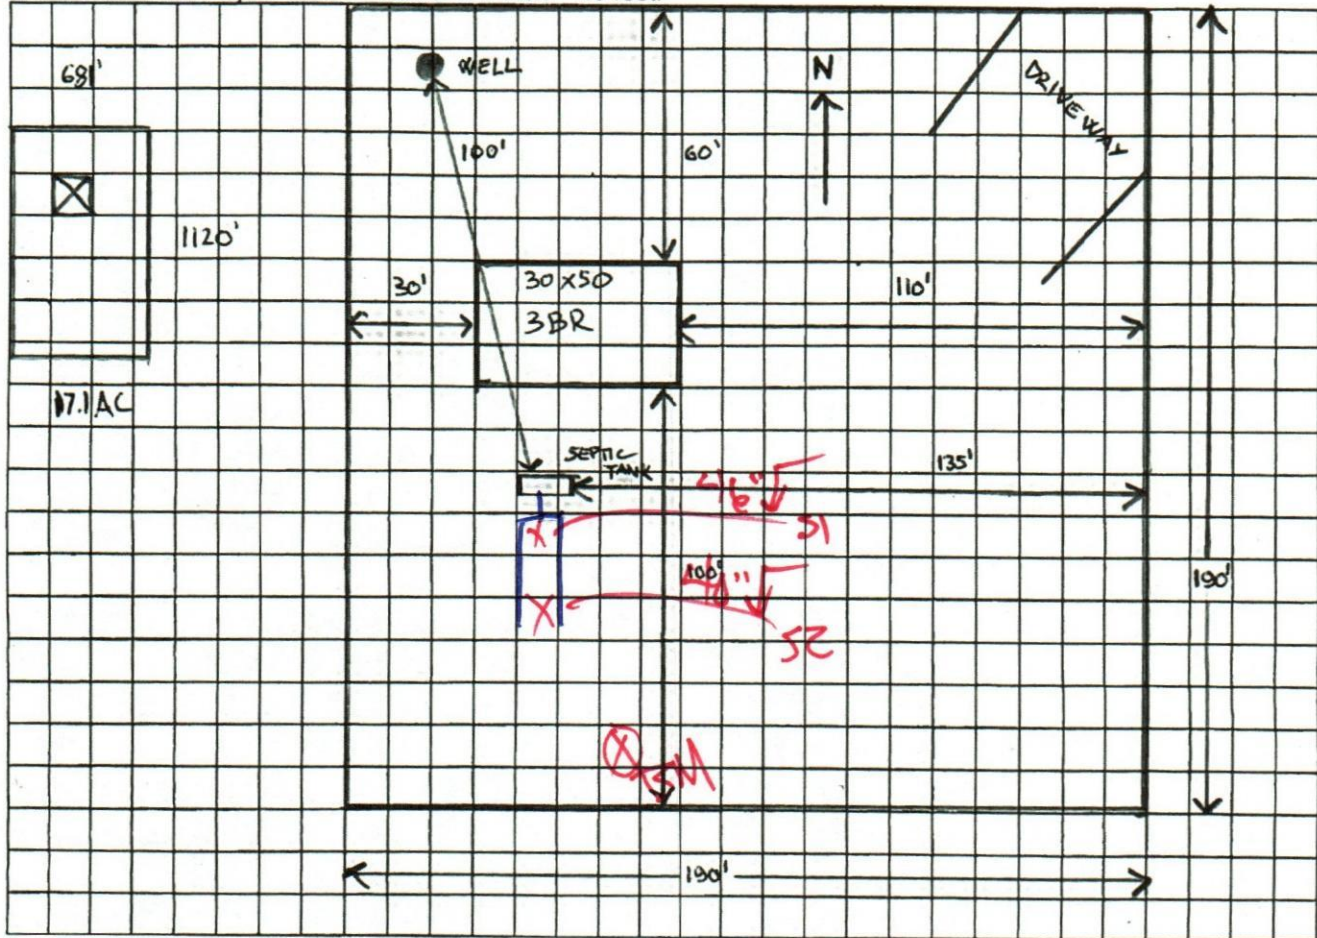 681'
WELL
N
DRIVEWAY
100'
60'
1120'
30'
30x50
3BR
110'
17.1 AC
SEPTIC
TANK
135'
S1
100'
S2
190'
190'